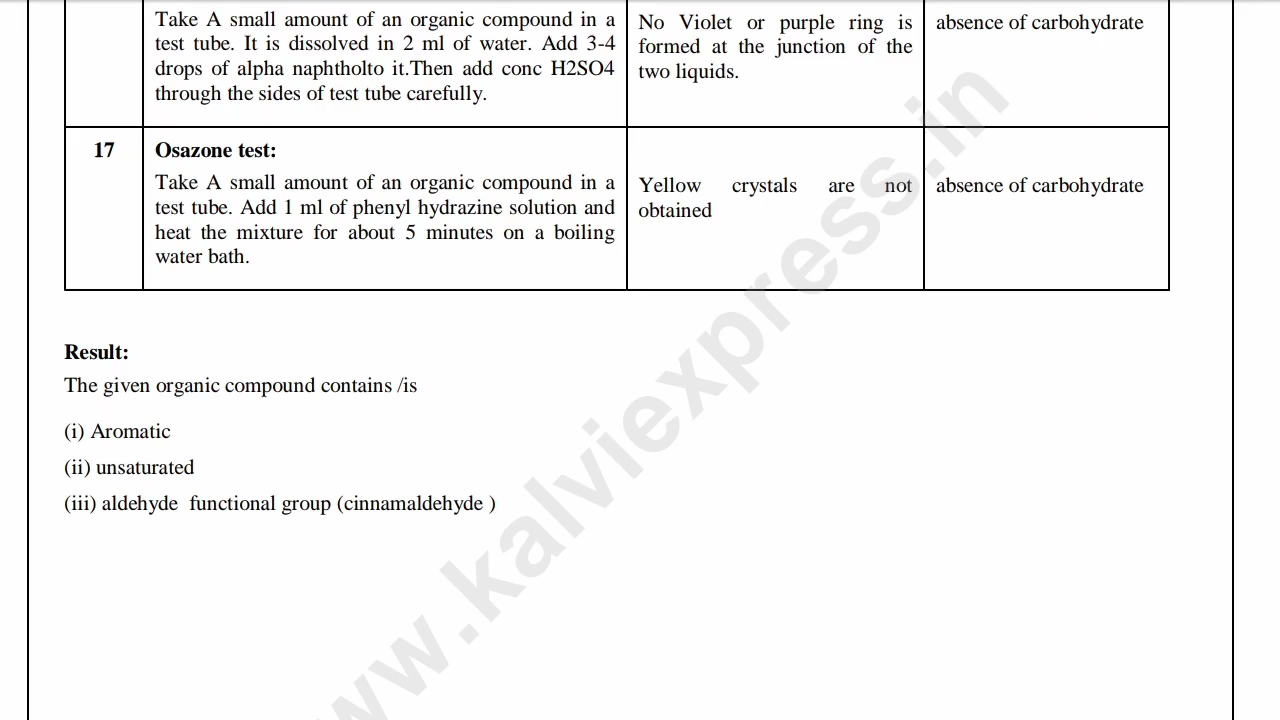 Take A small amount of an organic compound in a
test tube. It is dissolved in 2 ml of water. Add 3-4
drops of alpha naphtholto it.Then add conc H2SO4
through the sides of test tube carefully.
No Violet or purple ring is
formed at the junction of the
two liquids.
absence of carbohydrate
17
Osazone test:
Take A small amount of an organic compound in a
test tube. Add 1 ml of phenyl hydrazine solution and
heat the mixture for about 5 minutes on a boiling
water bath.
Yellow crystals are not
obtained
absence of carbohydrate
Result:
The given organic compound contains /is
(i) Aromatic
(ii) unsaturated
(iii) aldehyde functional group (cinnamaldehyde )
www.kalviexpress.in